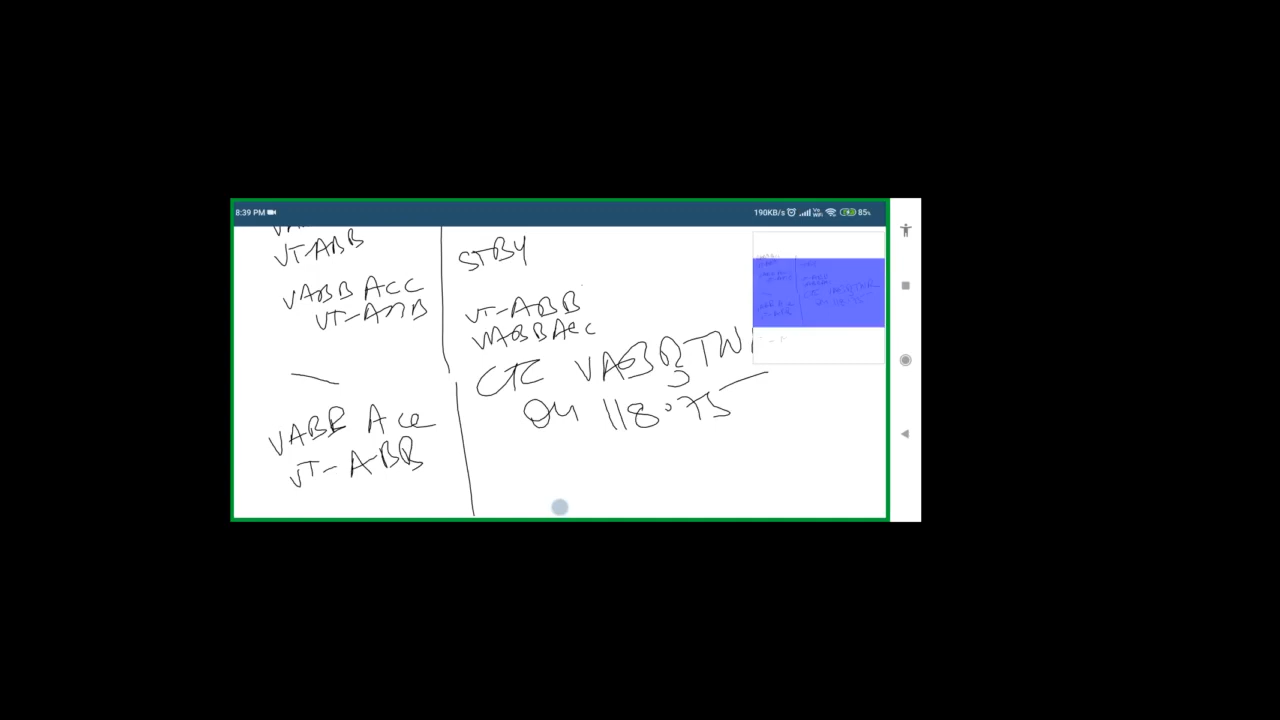 8:39 PM
190KB/s
85%
VT-ABB
VABB ACC
VT-ABB
VABB Acc
VT-ABB
STBY
VT-ABB
VABB Acc
CTC VABB TWR
ON 118.75